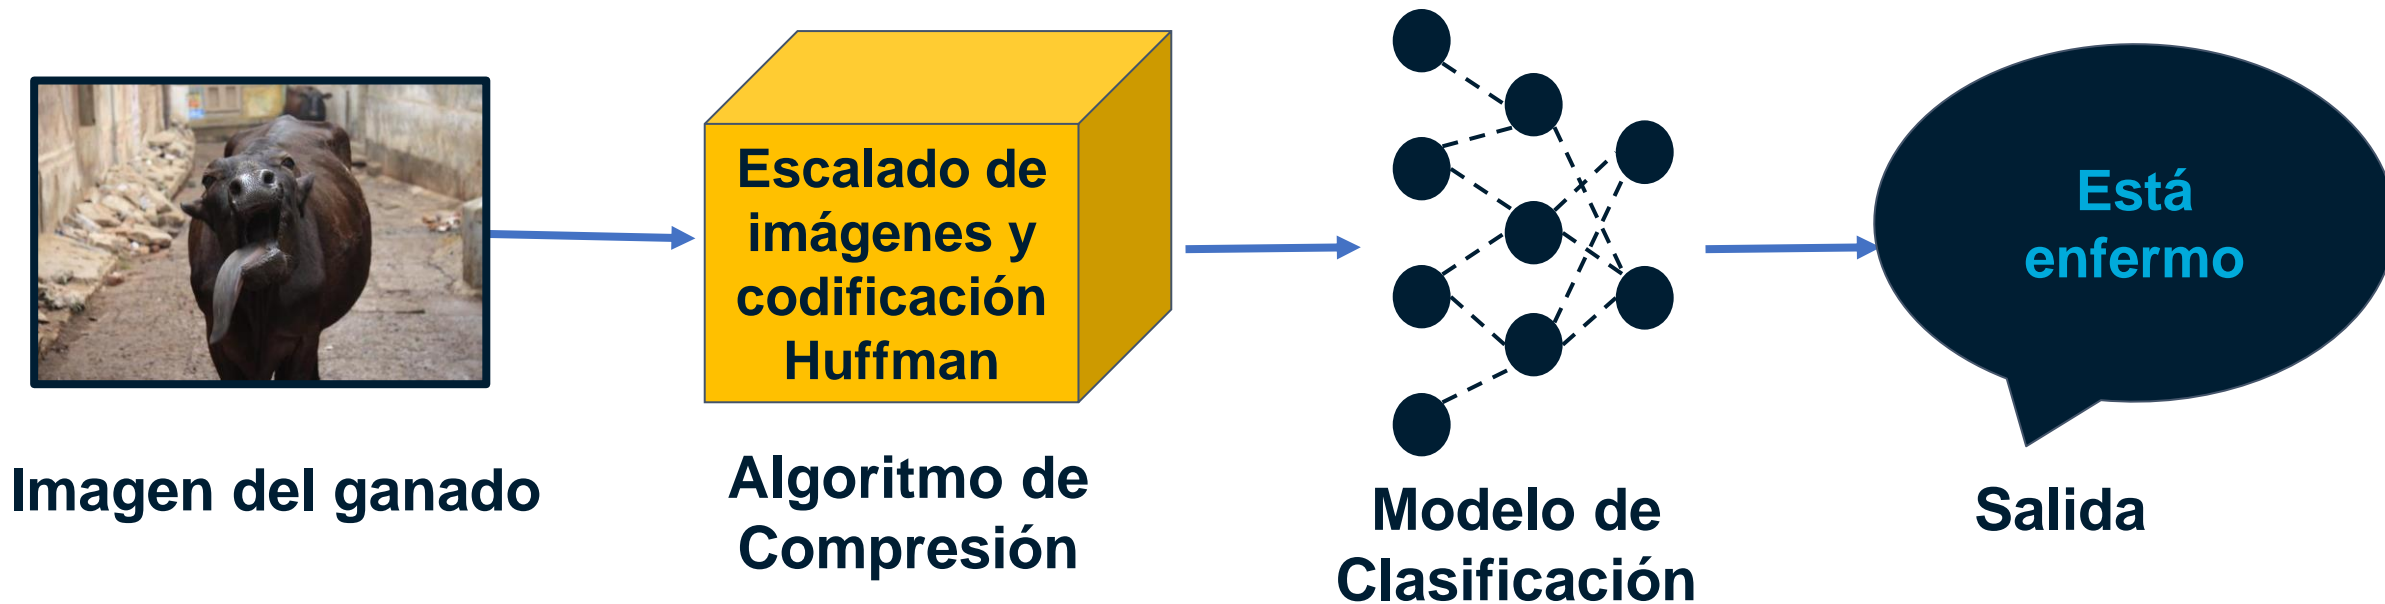 Escalado de
imágenes y
codificación
Huffman
Está
enfermo
Imagen del ganado
Algoritmo de
Compresión
Modelo de
Clasificación
Salida